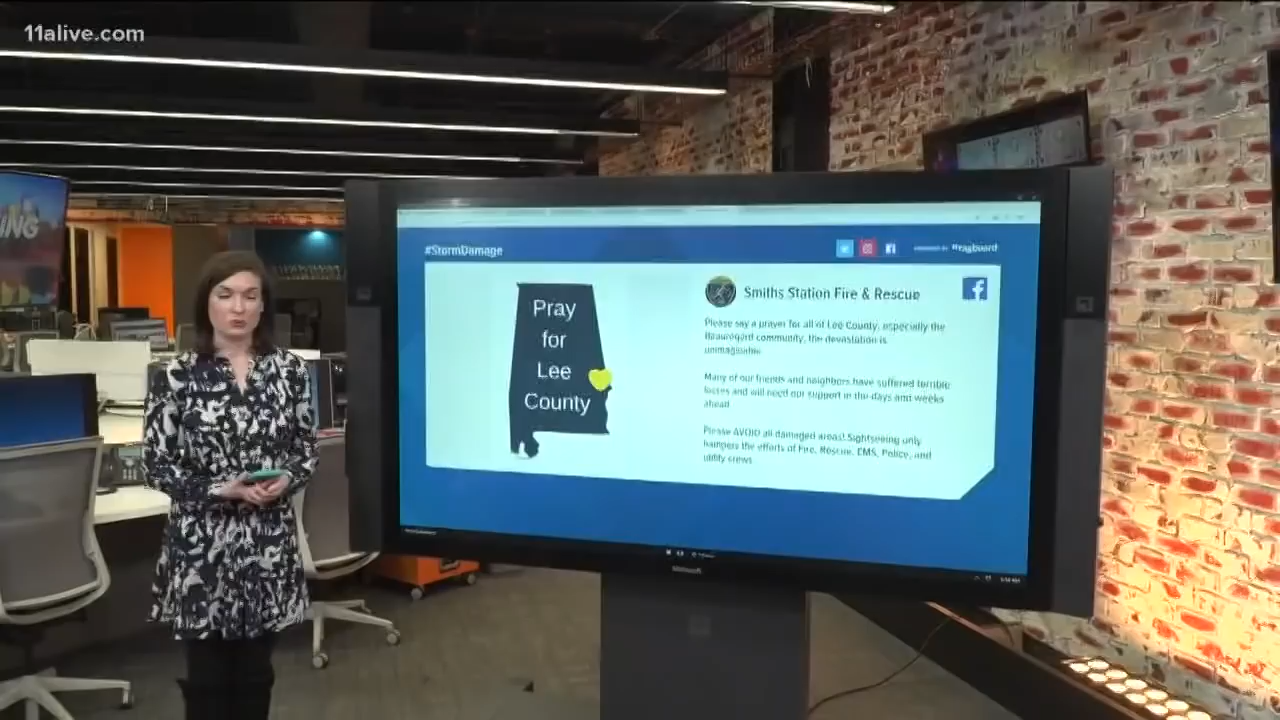 11alive.com
#StormDamage
#tagboard
Pray
for
Lee
County
Smiths Station Fire & Rescue
Please say a prayer for all of Lee County, especially the
Beauregard community, the devastation is
unimaginable.
Many of our friends and neighbors have suffered terrible
losses and will need our support in the days and weeks
ahead.
Please AVOID all damaged areas! Sightseeing only
hampers the efforts of Fire, Rescue, EMS, Police, and
utility crews.
Microsoft